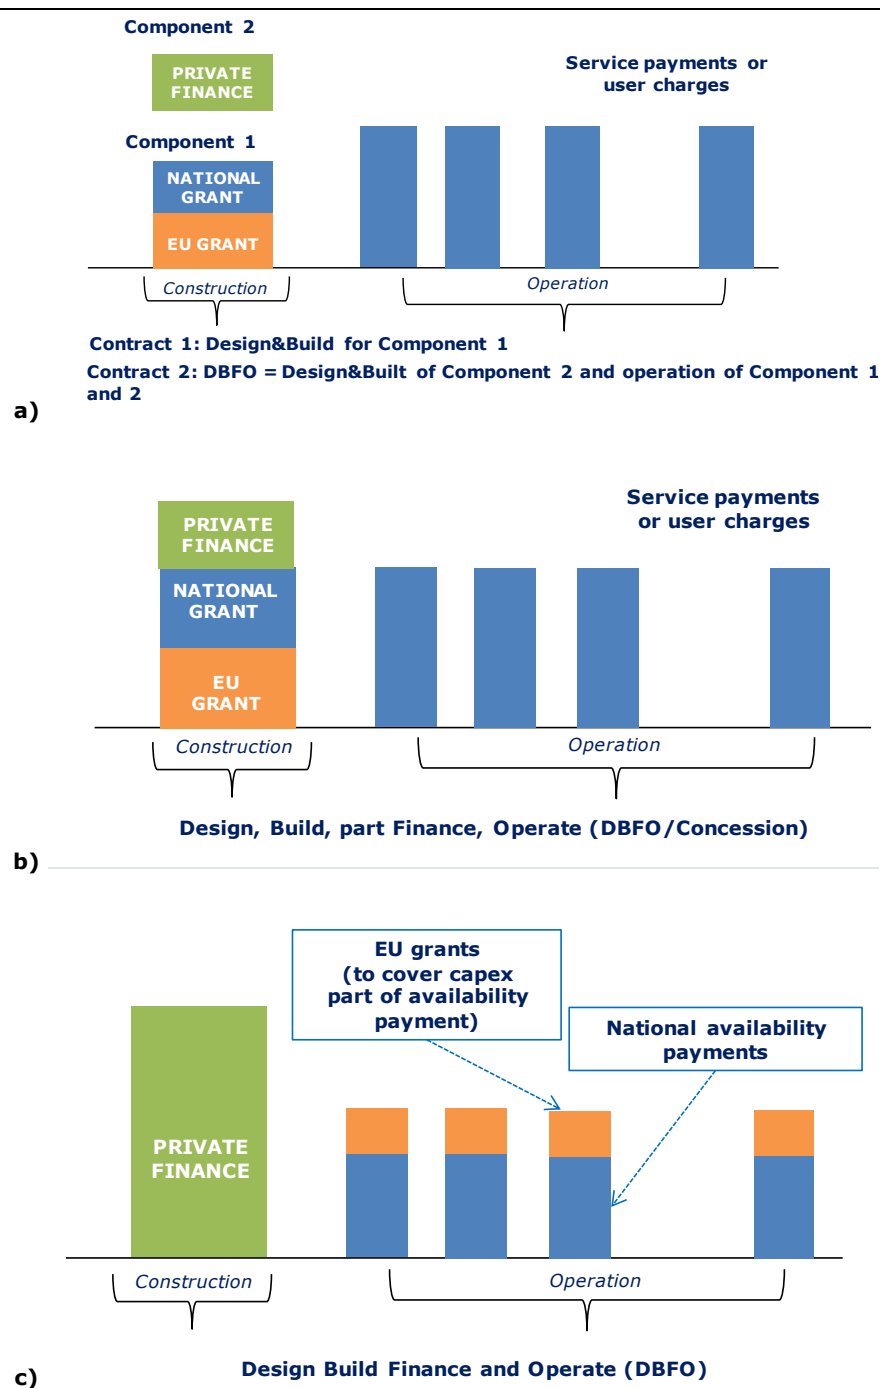 Component 2
PRIVATE
FINANCE
Service payments or
user charges
Component 1
NATIONAL
GRANT
EU GRANT
Construction
Operation
Contract 1: Design&Build for Component 1
Contract 2: DBFO = Design&Built of Component 2 and operation of Component 1
and 2
a)
Service payments
or user charges
PRIVATE
FINANCE
NATIONAL
GRANT
EU
GRANT
Construction
Operation
Design, Build, part Finance, Operate (DBFO/Concession)
b)
EU grants
(to cover capex
part of availability
payment)
National availability
payments
PRIVATE
FINANCE
Construction
Operation
Design Build Finance and Operate (DBFO)
c)